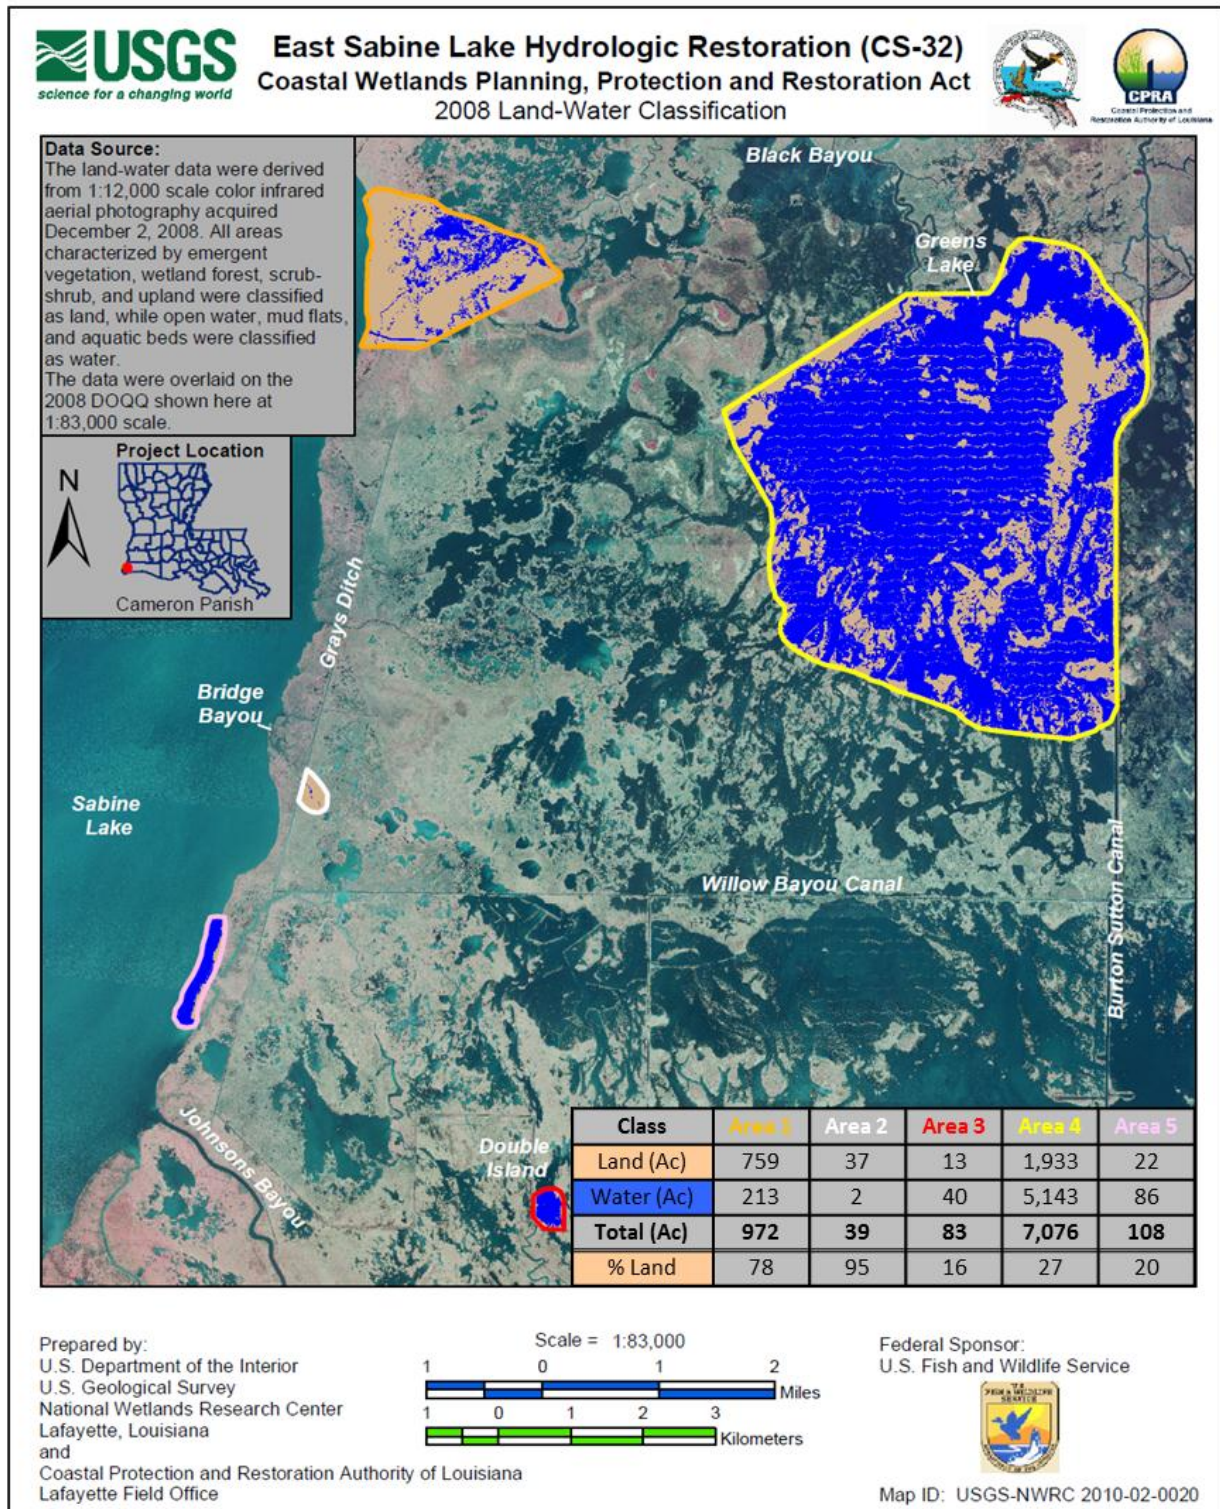 USGS
science for a changing world
East Sabine Lake Hydrologic Restoration (CS-32)
Coastal Wetlands Planning, Protection and Restoration Act
2008 Land-Water Classification
CPRA
Coastal Protection and
Restoration Authority of Louisiana
Data Source:
The land-water data were derived
from 1:12,000 scale color infrared
aerial photography acquired
December 2, 2008. All areas
characterized by emergent
vegetation, wetland forest, scrub-
shrub, and upland were classified
as land, while open water, mud flats,
and aquatic beds were classified
as water.
The data were overlaid on the
2008 DOQQ shown here at
1:83,000 scale.
Project Location
N
Cameron Parish
Black Bayou
Greens
Lake
Grays Ditch
Bridge
Bayou
Sabine
Lake
Willow Bayou Canal
Burton Sutton Canal
Johnsons Bayou
Double
Island
Class Area 1 Area 2 Area 3 Area 4 Area 5
Land (Ac) 759 37 13 1,933 22
Water (Ac) 213 2 40 5,143 86
Total (Ac) 972 39 83 7,076 108
% Land 78 95 16 27 20
Prepared by:
U.S. Department of the Interior
U.S. Geological Survey
National Wetlands Research Center
Lafayette, Louisiana
and
Coastal Protection and Restoration Authority of Louisiana
Lafayette Field Office
Scale = 1:83,000
1 0 1 2
Miles
1 0 1 2 3
Kilometers
Federal Sponsor:
U.S. Fish and Wildlife Service
U.S.
FISH & WILDLIFE
SERVICE
Map ID: USGS-NWRC 2010-02-0020